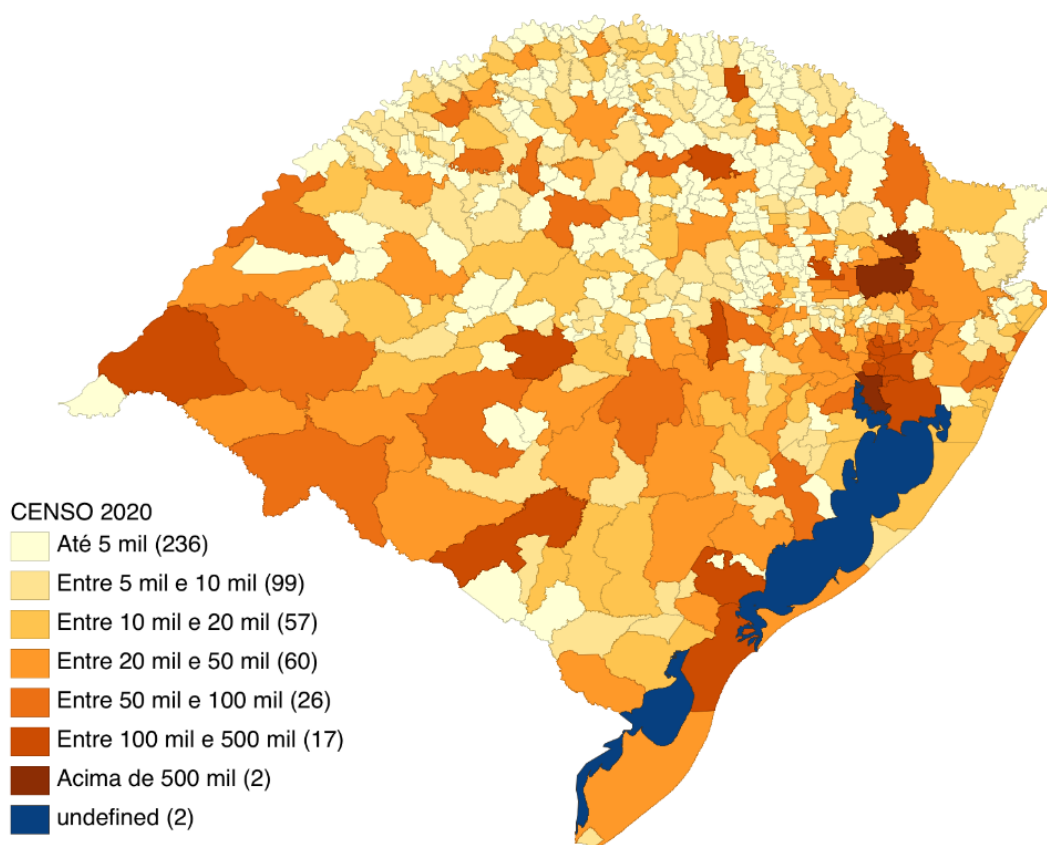 CENSO 2020
Até 5 mil (236)
Entre 5 mil e 10 mil (99)
Entre 10 mil e 20 mil (57)
Entre 20 mil e 50 mil (60)
Entre 50 mil e 100 mil (26)
Entre 100 mil e 500 mil (17)
Acima de 500 mil (2)
undefined (2)